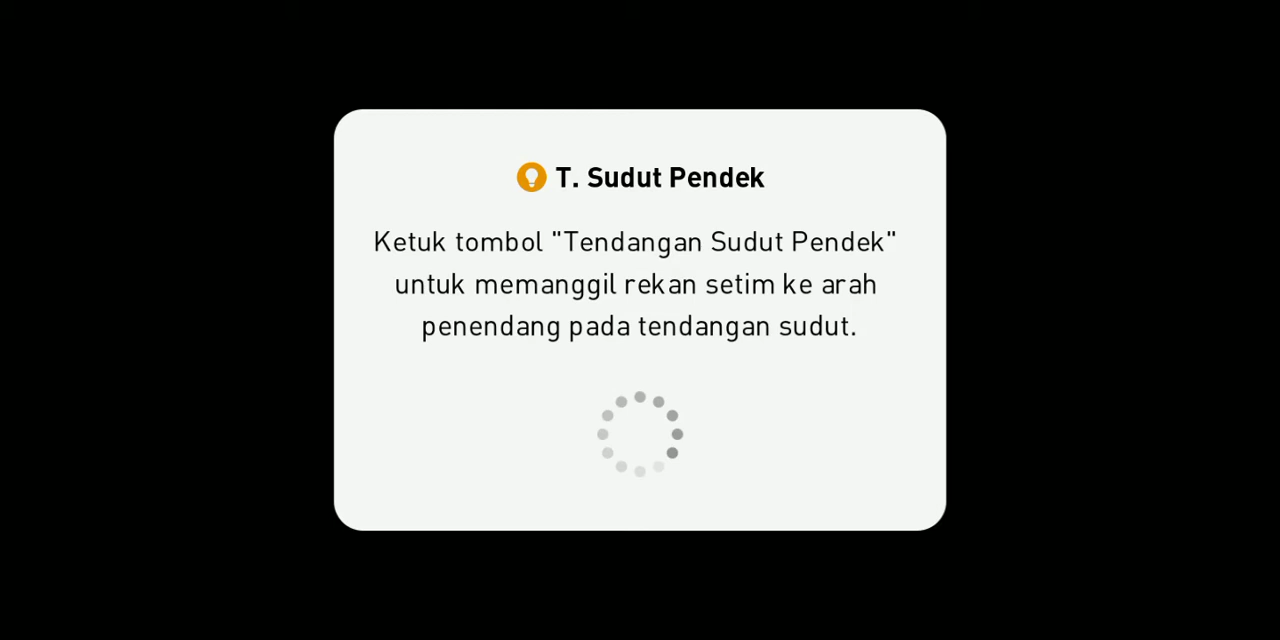 T. Sudut Pendek
Ketuk tombol "Tendangan Sudut Pendek"
untuk memanggil rekan setim ke arah
penendang pada tendangan sudut.